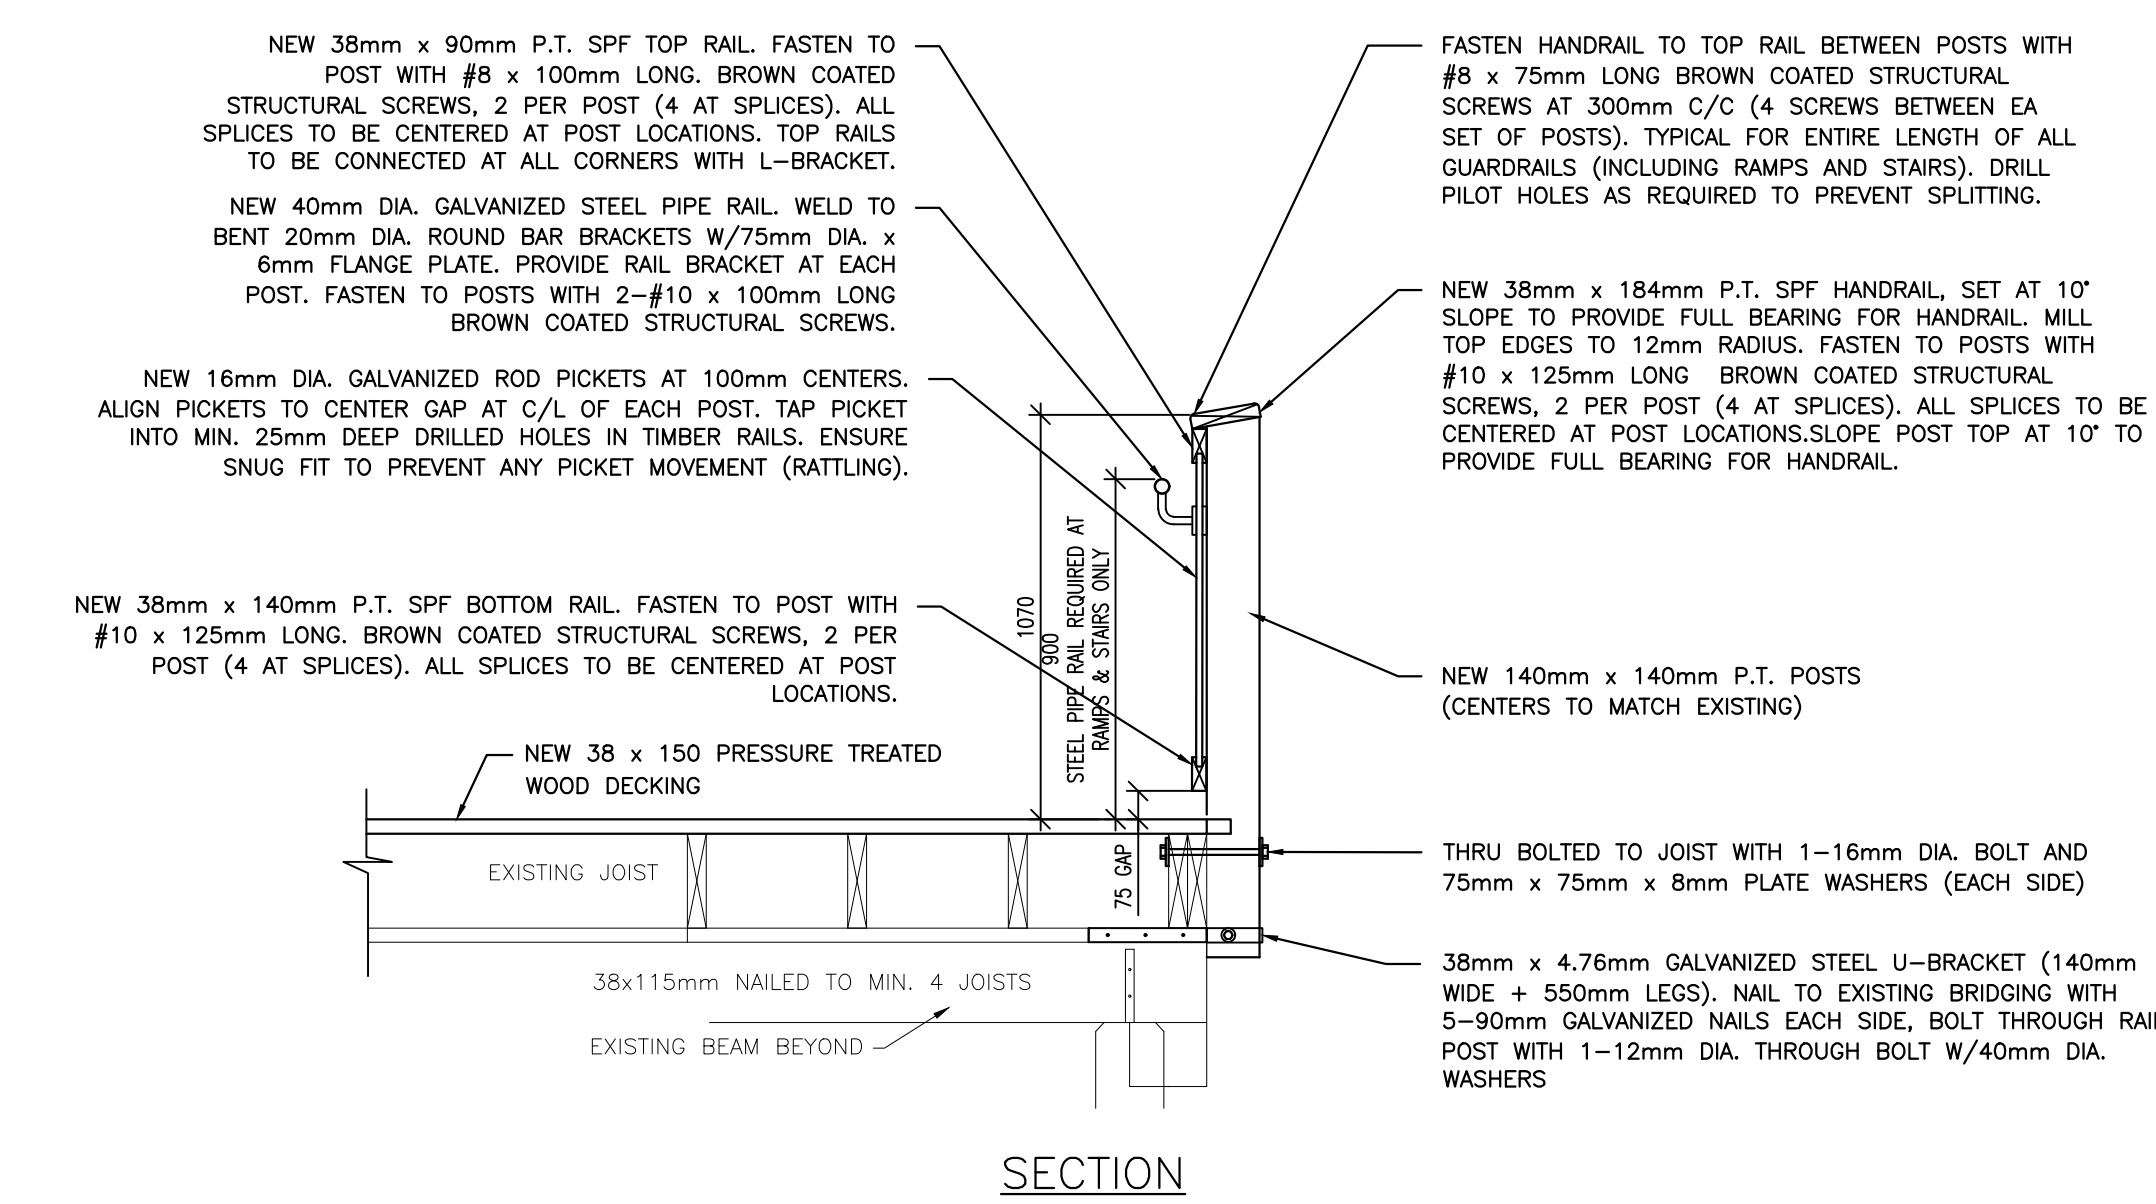 NEW 38mm x 90mm P.T. SPF TOP RAIL. FASTEN TO
POST WITH #8 x 100mm LONG. BROWN COATED
STRUCTURAL SCREWS, 2 PER POST (4 AT SPLICES). ALL
SPLICES TO BE CENTERED AT POST LOCATIONS. TOP RAILS
TO BE CONNECTED AT ALL CORNERS WITH L-BRACKET.
NEW 40mm DIA. GALVANIZED STEEL PIPE RAIL. WELD TO
BENT 20mm DIA. ROUND BAR BRACKETS W/75mm DIA. x
6mm FLANGE PLATE. PROVIDE RAIL BRACKET AT EACH
POST. FASTEN TO POSTS WITH 2-#10 x 100mm LONG
BROWN COATED STRUCTURAL SCREWS.
NEW 16mm DIA. GALVANIZED ROD PICKETS AT 100mm CENTERS.
ALIGN PICKETS TO CENTER GAP AT C/L OF EACH POST. TAP PICKET
INTO MIN. 25mm DEEP DRILLED HOLES IN TIMBER RAILS. ENSURE
SNUG FIT TO PREVENT ANY PICKET MOVEMENT (RATTLING).
NEW 38mm x 140mm P.T. SPF BOTTOM RAIL. FASTEN TO POST WITH
#10 x 125mm LONG. BROWN COATED STRUCTURAL SCREWS, 2 PER
POST (4 AT SPLICES). ALL SPLICES TO BE CENTERED AT POST
LOCATIONS.
NEW 38 x 150 PRESSURE TREATED
WOOD DECKING
EXISTING JOIST
38x115mm NAILED TO MIN. 4 JOISTS
EXISTING BEAM BEYOND
1070
900
STEEL PIPE RAIL REQUIRED AT
RAMPS & STAIRS ONLY
75 GAP
FASTEN HANDRAIL TO TOP RAIL BETWEEN POSTS WITH
#8 x 75mm LONG BROWN COATED STRUCTURAL
SCREWS AT 300mm C/C (4 SCREWS BETWEEN EA
SET OF POSTS). TYPICAL FOR ENTIRE LENGTH OF ALL
GUARDRAILS (INCLUDING RAMPS AND STAIRS). DRILL
PILOT HOLES AS REQUIRED TO PREVENT SPLITTING.
NEW 38mm x 184mm P.T. SPF HANDRAIL, SET AT 10°
SLOPE TO PROVIDE FULL BEARING FOR HANDRAIL. MILL
TOP EDGES TO 12mm RADIUS. FASTEN TO POSTS WITH
#10 x 125mm LONG BROWN COATED STRUCTURAL
SCREWS, 2 PER POST (4 AT SPLICES). ALL SPLICES TO BE
CENTERED AT POST LOCATIONS.SLOPE POST TOP AT 10° TO
PROVIDE FULL BEARING FOR HANDRAIL.
NEW 140mm x 140mm P.T. POSTS
(CENTERS TO MATCH EXISTING)
THRU BOLTED TO JOIST WITH 1-16mm DIA. BOLT AND
75mm x 75mm x 8mm PLATE WASHERS (EACH SIDE)
38mm x 4.76mm GALVANIZED STEEL U-BRACKET (140mm
WIDE + 550mm LEGS). NAIL TO EXISTING BRIDGING WITH
5-90mm GALVANIZED NAILS EACH SIDE, BOLT THROUGH RAIL
POST WITH 1-12mm DIA. THROUGH BOLT W/40mm DIA.
WASHERS
SECTION